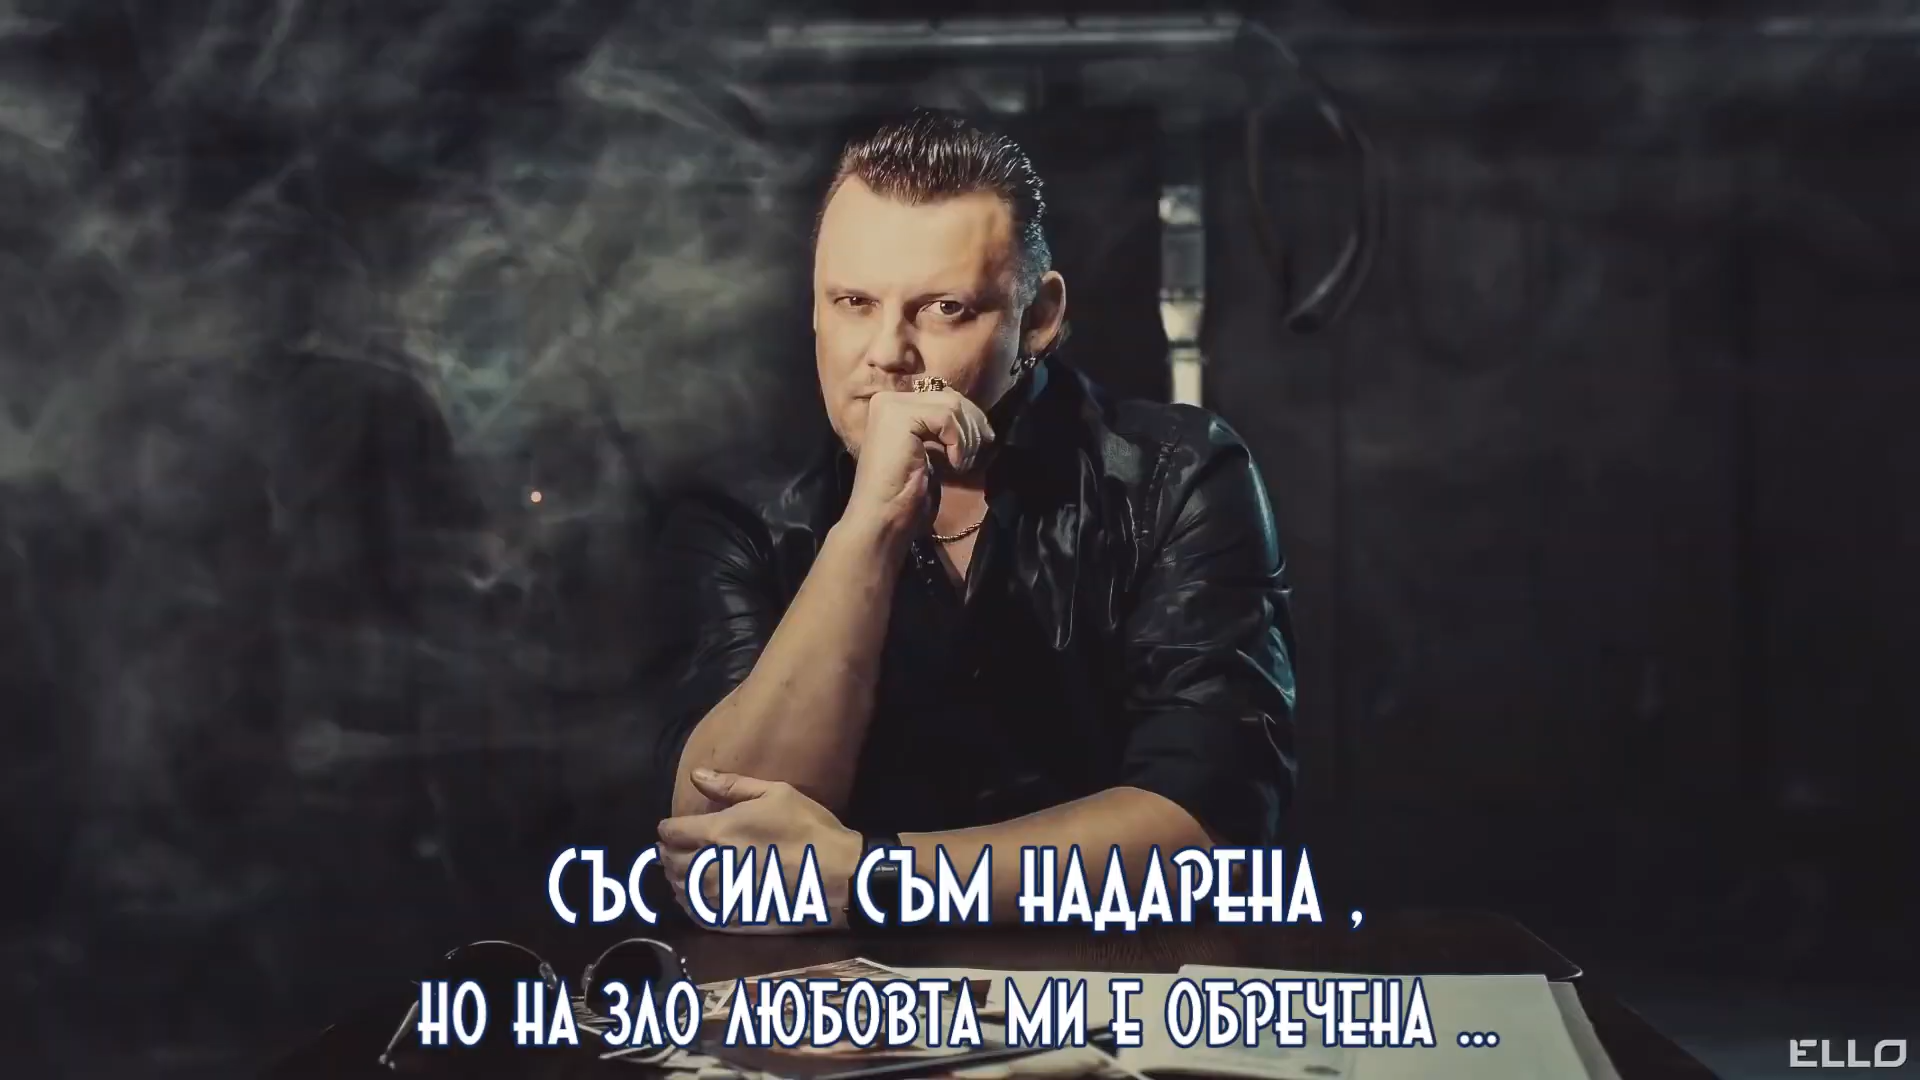 СЪС СИЛА СЪМ НАДАРЕНА ,
НО НА ЗЛО ЛЮБОВТА МИ Е ОБРЕЧЕНА ...
ELLO